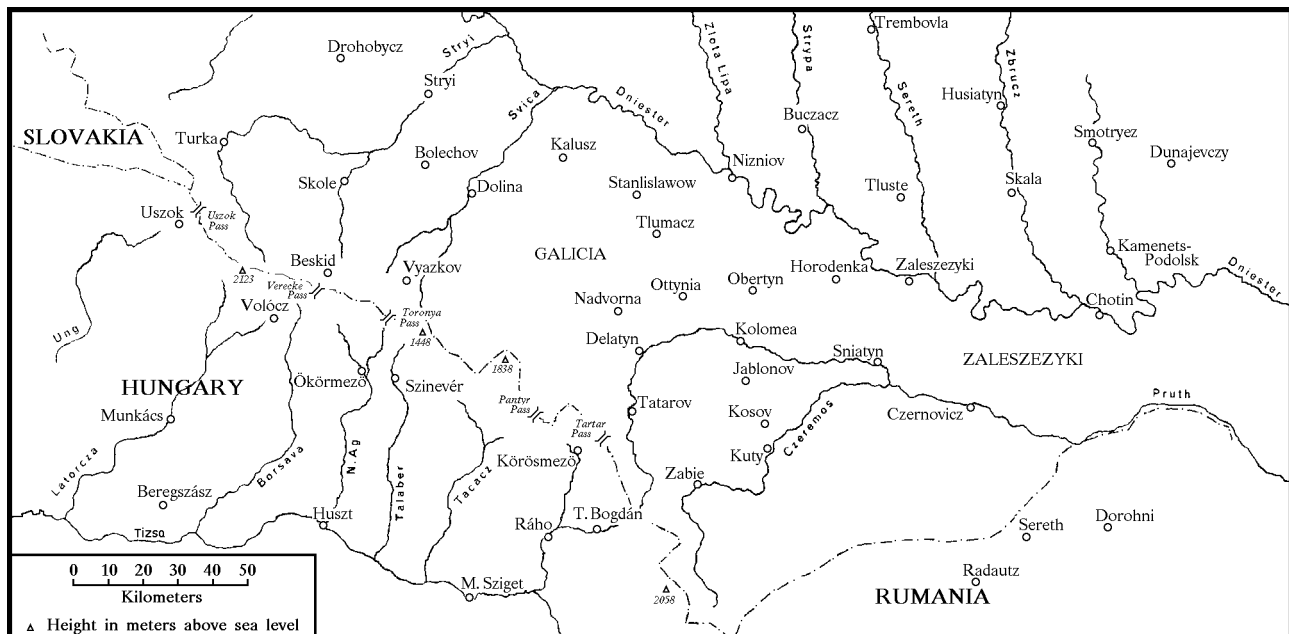 Trembovla
Drohobycz
Stryi
Zlota Lipa
Strypa
Zbrucz
Stryi
Svica
Dniester
Sereth
Husiatyn
Buczacz
SLOVAKIA
Turka
Smotryez
Bolechov
Kalusz
Dunajevczy
Nizniov
Skole
Dolina
Stanlislawow
Tluste
Skala
Uszok
Uszok
Pass
Tlumacz
GALICIA
Kamenets-
Podolsk
Beskid
Vyazkov
Obertyn
Horodenka
Zaleszezyki
Dniester
2123
Verecke
Pass
Ottynia
Nadvorna
Chotin
Volócz
Toronya
Pass
1448
Ung
Kolomea
Delatyn
Sniatyn
ZALESZEZYKI
1838
HUNGARY
Ökörmezö
Szinevér
Jablonov
Pantyr
Pass
Pruth
Munkács
Tatarov
Kosov
Czernovicz
Tartar
Pass
Czeremos
Latorcza
Borsava
N.Ag
Talaber
Tacacz
Körösmezö
Kuty
Zabie
Beregszász
Huszt
Ráho
T. Bogdán
Sereth
Dorohni
Tizsa
0 10 20 30 40 50
Kilometers
M. Sziget
2058
Radautz
RUMANIA
Height in meters above sea level